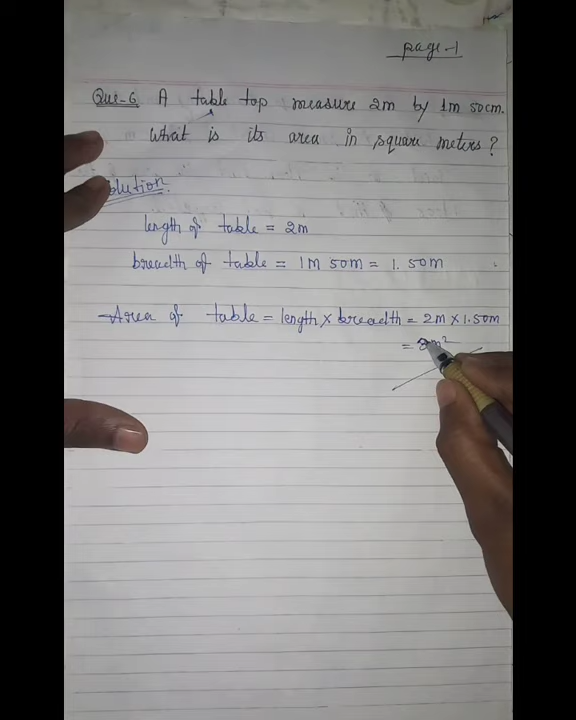 page-1
Que-6 A table top measure 2m by 1m 50cm.
What is its area in square meters?
olution.
length of table = 2m
breadth of table = 1m 50m = 1.50m
Area of table = length × breadth = 2m × 1.50m